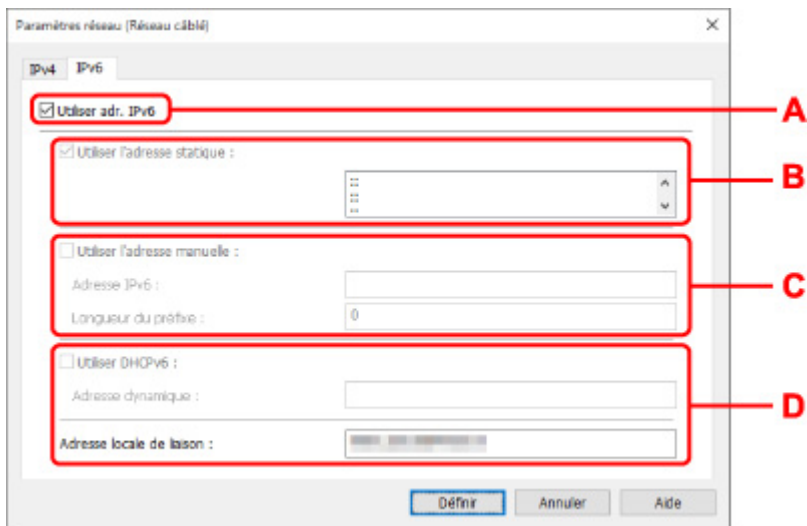 Paramètres réseau (Réseau câblé)
IPv4 IPv6
Utiliser adr. IPv6
A
Utiliser l'adresse statique :
::
::
::
B
Utiliser l'adresse manuelle :
Adresse IPv6 :
C
Longueur du préfixe : 0
Utiliser DHCPv6 :
Adresse dynamique :
D
Adresse locale de liaison :
Définir Annuler Aide